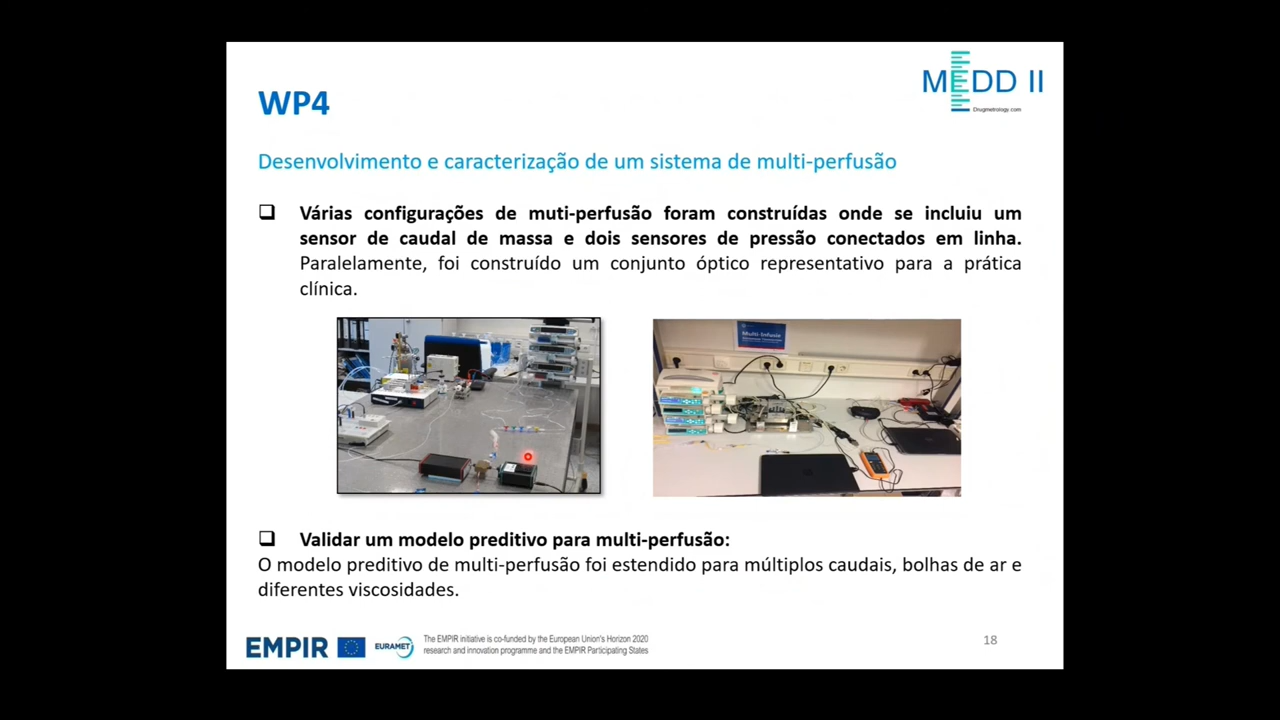 MEDD II
Drugmetrology.com
WP4
Desenvolvimento e caracterização de um sistema de multi-perfusão
Várias configurações de muti-perfusão foram construídas onde se incluiu um
sensor de caudal de massa e dois sensores de pressão conectados em linha.
Paralelamente, foi construído um conjunto óptico representativo para a prática
clínica.
Multi-Infusie
Validar um modelo preditivo para multi-perfusão:
O modelo preditivo de multi-perfusão foi estendido para múltiplos caudais, bolhas de ar e
diferentes viscosidades.
EMPIR
EURAMET
The EMPIR initiative is co-funded by the European Union's Horizon 2020
research and innovation programme and the EMPIR Participating States
18